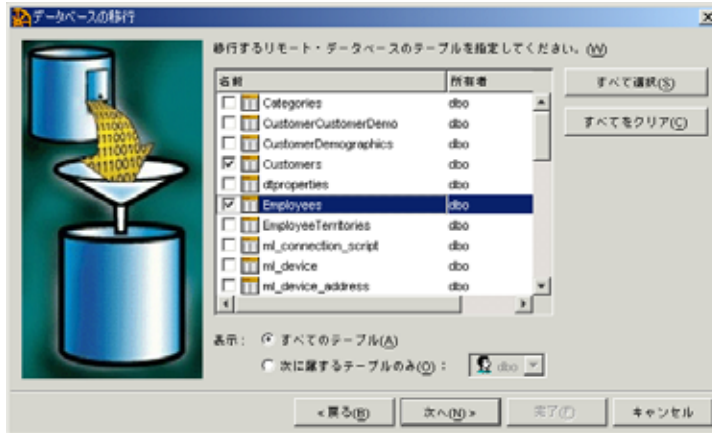 データベースの移行
移行するリモート・データベースのテーブルを指定してください。(W)
名前 所有者
Categories dbo
CustomerCustomerDemo dbo
CustomerDemographics dbo
Customers dbo
dtproperties dbo
Employees dbo
EmployeeTerritories dbo
ml_connection_script dbo
ml_device dbo
ml_device_address dbo
すべて選択(S)
すべてをクリア(C)
表示： すべてのテーブル(A)
次に属するテーブルのみ(O)： dbo
<戻る(B) 次へ(N)> 完了(F) キャンセル